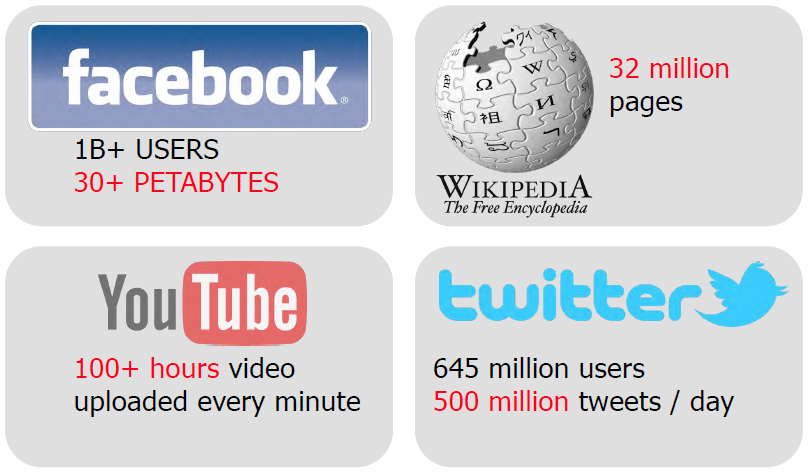 facebook®
1B+ USERS
30+ PETABYTES
Ω
W
И
祖
WIKIPEDIA
The Free Encyclopedia
32 million
pages
YouTube
100+ hours video
uploaded every minute
twitter
645 million users
500 million tweets / day